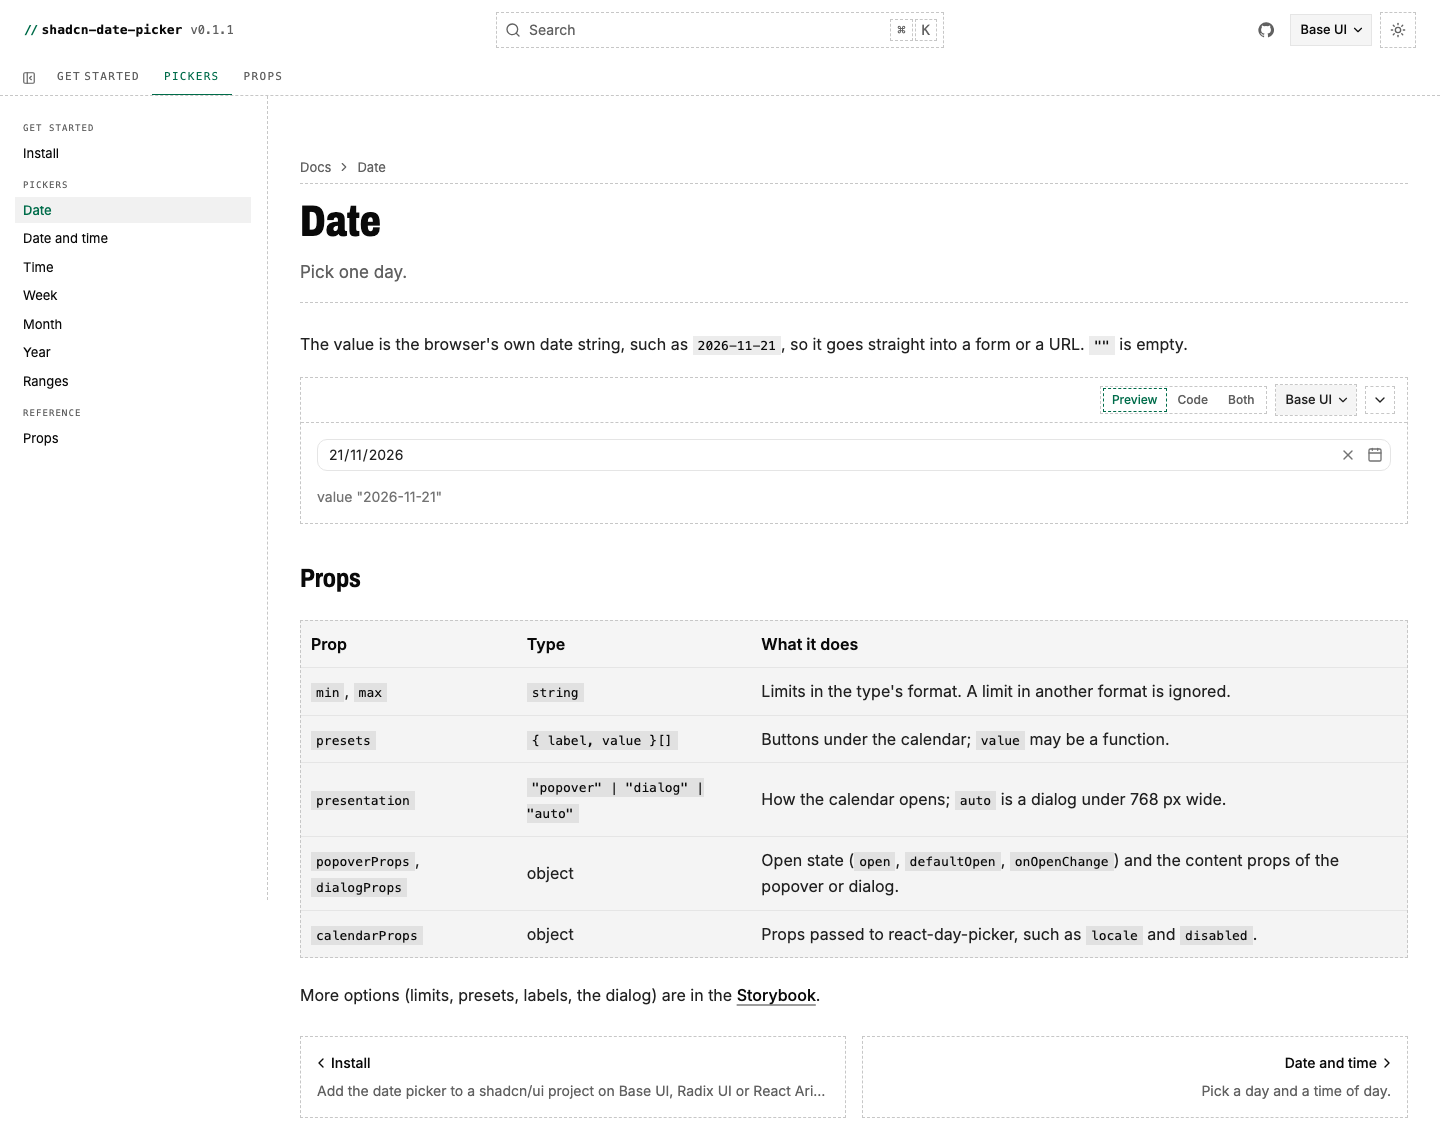 // shadcn-date-picker v0.1.1
Search
⌘ K
Base UI
GET STARTED
PICKERS
PROPS
GET STARTED
Install
PICKERS
Date
Date and time
Time
Week
Month
Year
Ranges
REFERENCE
Props
Docs > Date
Date
Pick one day.
The value is the browser's own date string, such as 2026-11-21, so it goes straight into a form or a URL. "" is empty.
Preview Code Both Base UI
21/11/2026
value "2026-11-21"
Props
Prop Type What it does
min, max string Limits in the type's format. A limit in another format is ignored.
presets { label, value }[] Buttons under the calendar; value may be a function.
presentation "popover" | "dialog" | "auto" How the calendar opens; auto is a dialog under 768 px wide.
popoverProps, dialogProps object Open state (open, defaultOpen, onOpenChange) and the content props of the popover or dialog.
calendarProps object Props passed to react-day-picker, such as locale and disabled.
More options (limits, presets, labels, the dialog) are in the Storybook.
Install
Add the date picker to a shadcn/ui project on Base UI, Radix UI or React Ari...
Date and time
Pick a day and a time of day.